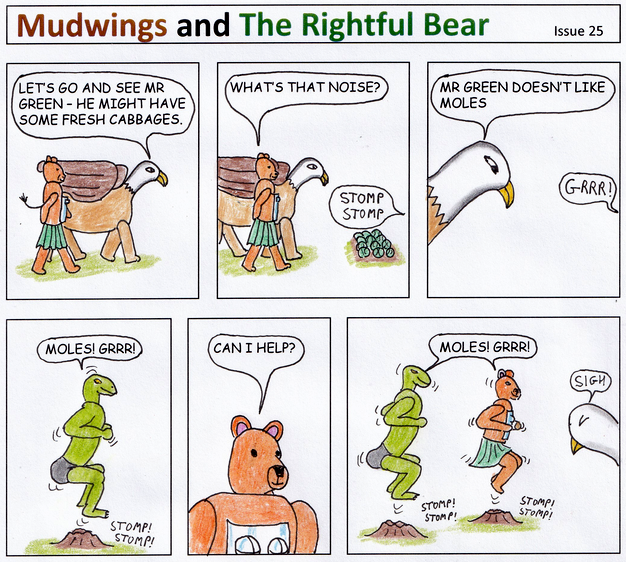 Mudwings and The Rightful Bear
Issue 25
LET'S GO AND SEE MR
GREEN - HE MIGHT HAVE
SOME FRESH CABBAGES.
WHAT'S THAT NOISE?
STOMP
STOMP
MR GREEN DOESN'T LIKE
MOLES
GRRR!
MOLES! GRRR!
STOMP!
STOMP!
CAN I HELP?
MOLES! GRRR!
STOMP!
STOMP!
STOMP!
STOMP!
SIGH